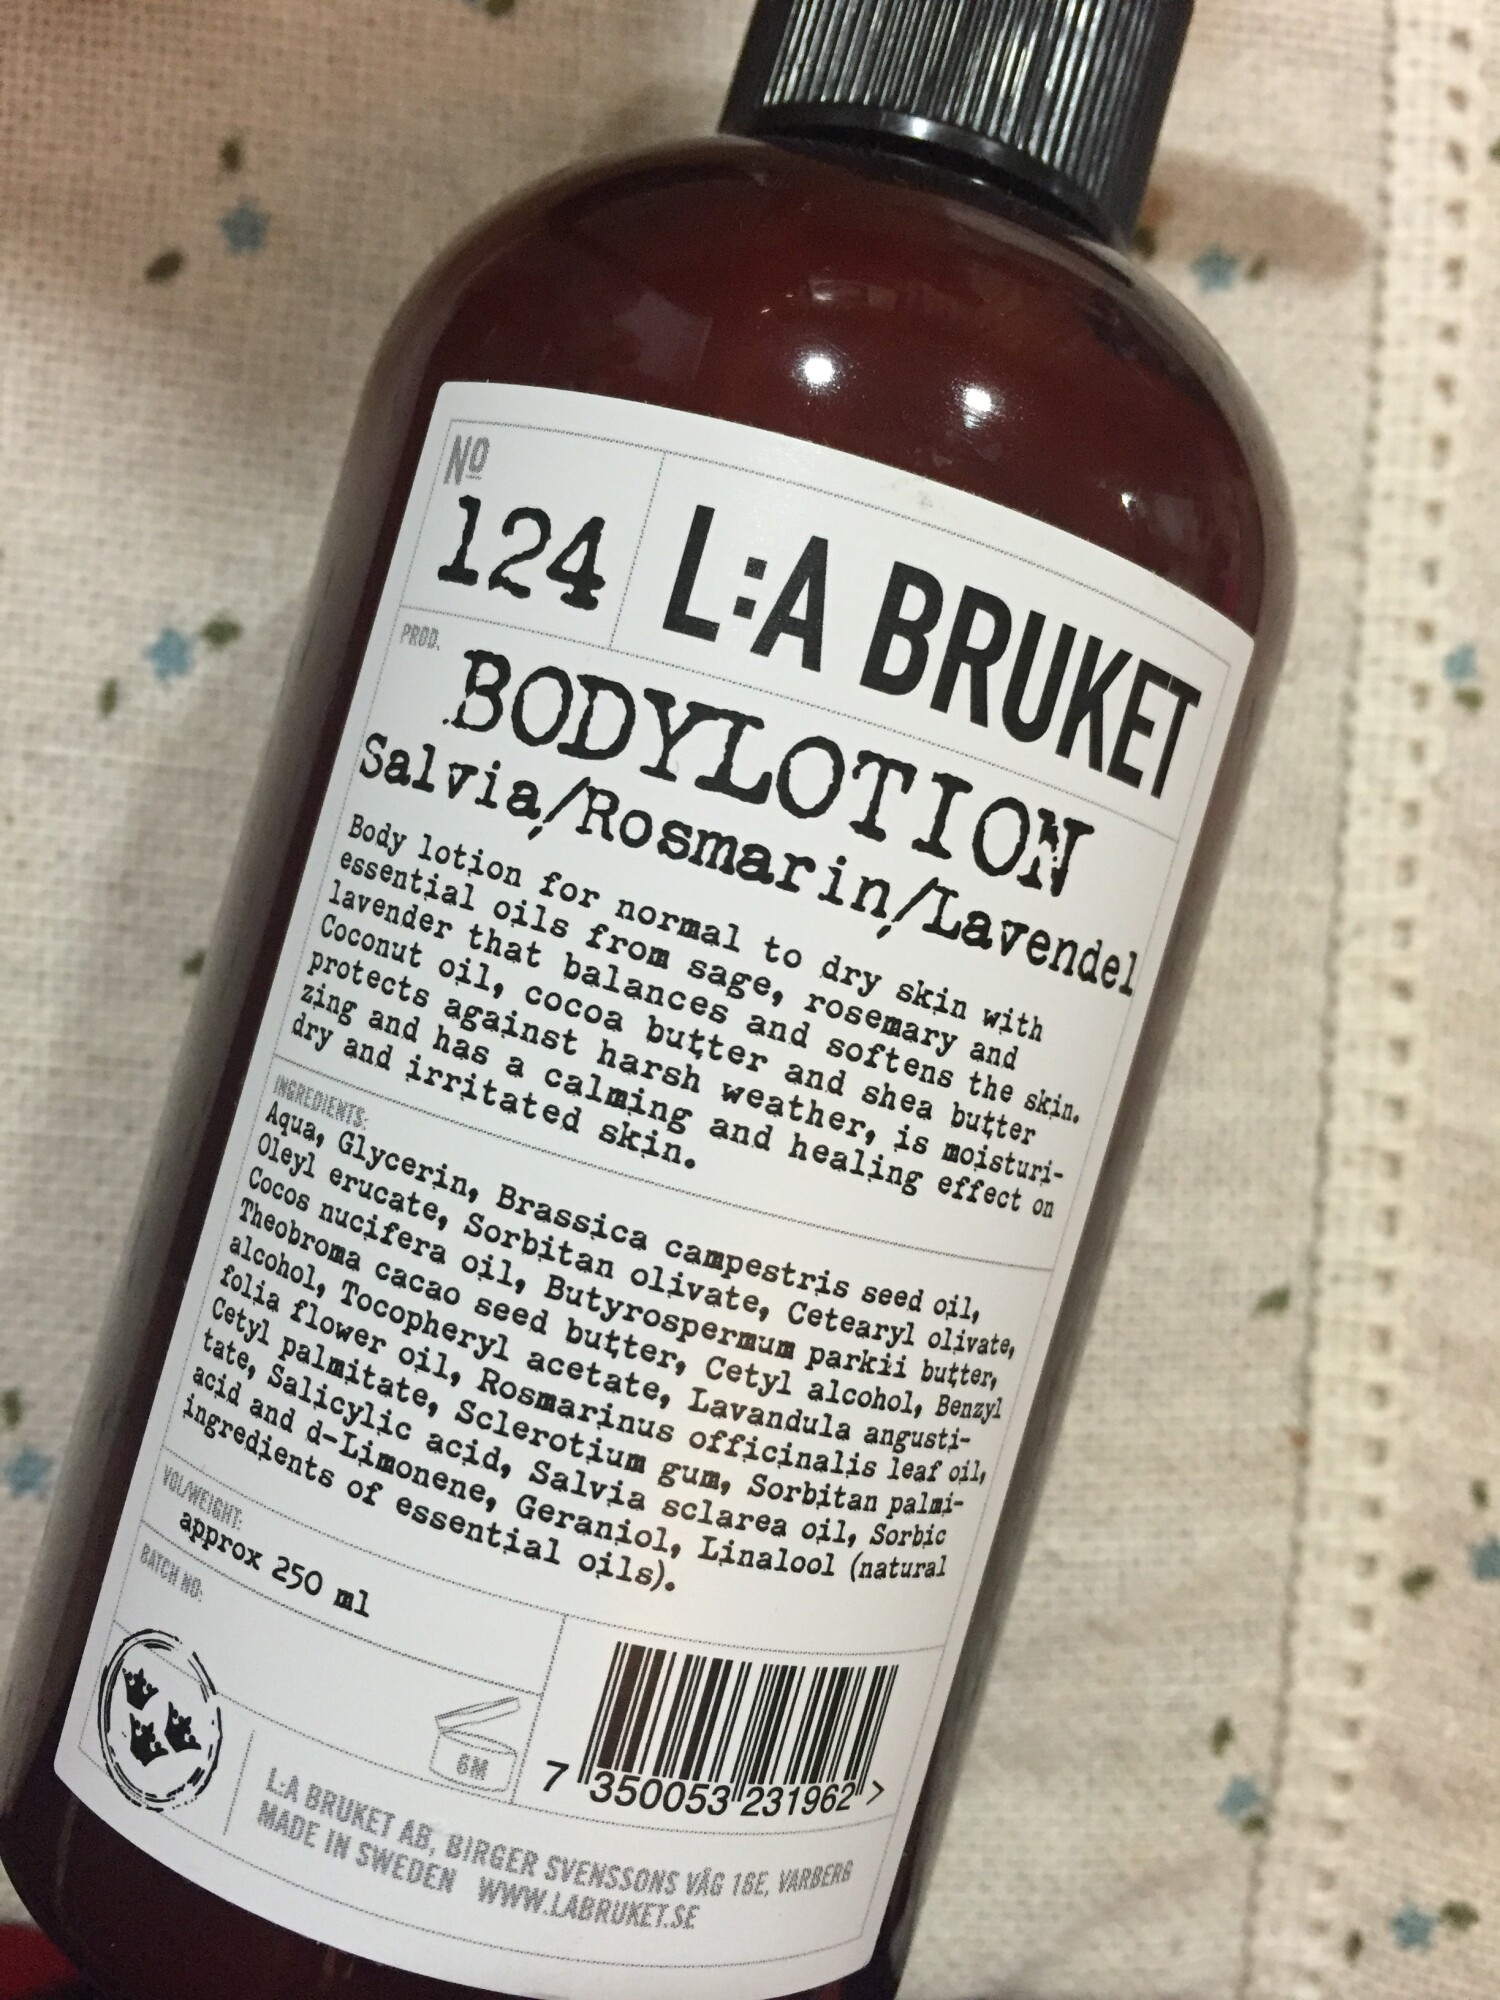 No
124
L:A BRUKET
PROD.
BODYLOTION
Salvia/Rosmarin/Lavendel
Body lotion for normal to dry skin with
essential oils from sage, rosemary and
lavender that balances and softens the skin.
Coconut oil, cocoa butter and shea butter
protects against harsh weather, is moisturi-
zing and has a calming and healing effect on
dry and irritated skin.
INGREDIENTS:
Aqua, Glycerin, Brassica campestris seed oil,
Oleyl erucate, Sorbitan olivate, Cetearyl olivate,
Cocos nucifera oil, Butyrospermum parkii butter,
Theobroma cacao seed butter, Cetyl alcohol, Benzyl
alcohol, Tocopheryl acetate, Lavandula angusti-
folia flower oil, Rosmarinus officinalis leaf oil,
Cetyl palmitate, Sclerotium gum, Sorbitan palmi-
tate, Salicylic acid, Salvia sclarea oil, Sorbic
acid and d-Limonene, Geraniol, Linalool (natural
ingredients of essential oils).
VOL/WEIGHT:
approx 250 ml
BATCH NO:
6M
7 350053 231962 >
L:A BRUKET AB, BIRGER SVENSSONS VÄG 16E, VARBERG
MADE IN SWEDEN WWW.LABRUKET.SE